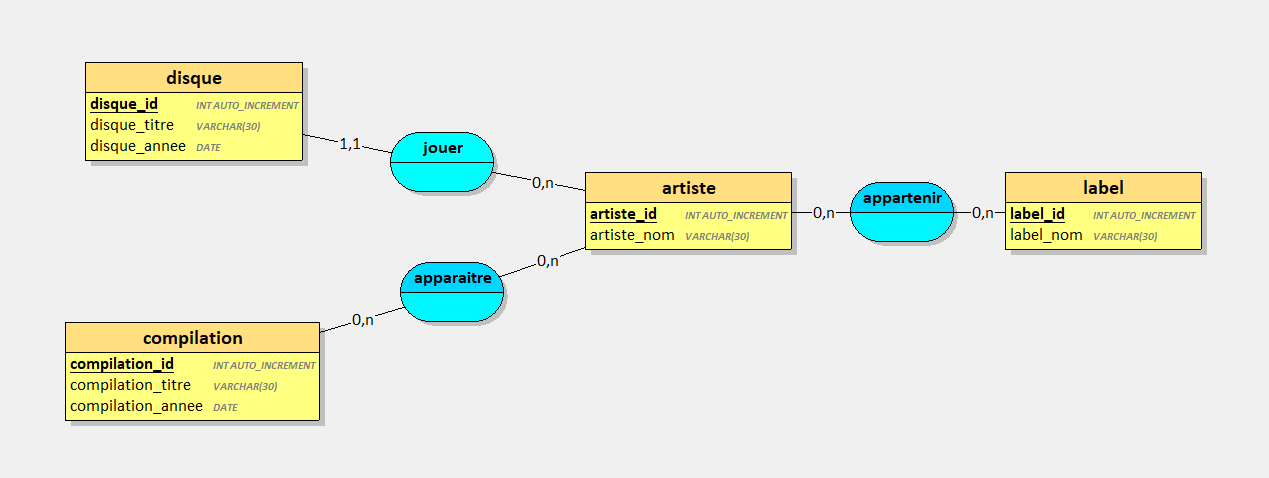 disque
disque_id INT AUTO_INCREMENT
disque_titre VARCHAR(30)
disque_annee DATE
1,1
jouer
0,n
artiste
artiste_id INT AUTO_INCREMENT
artiste_nom VARCHAR(30)
0,n
appartenir
0,n
label
label_id INT AUTO_INCREMENT
label_nom VARCHAR(30)
0,n
apparaitre
0,n
compilation
compilation_id INT AUTO_INCREMENT
compilation_titre VARCHAR(30)
compilation_annee DATE